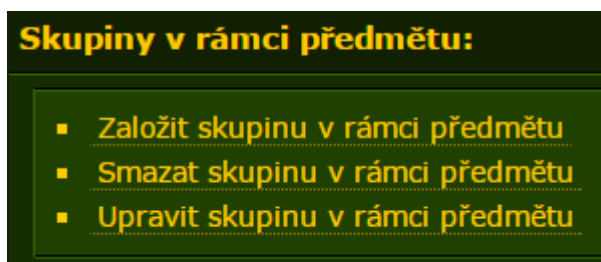 Skupiny v rámci předmětu:
Založit skupinu v rámci předmětu
Smazat skupinu v rámci předmětu
Upravit skupinu v rámci předmětu